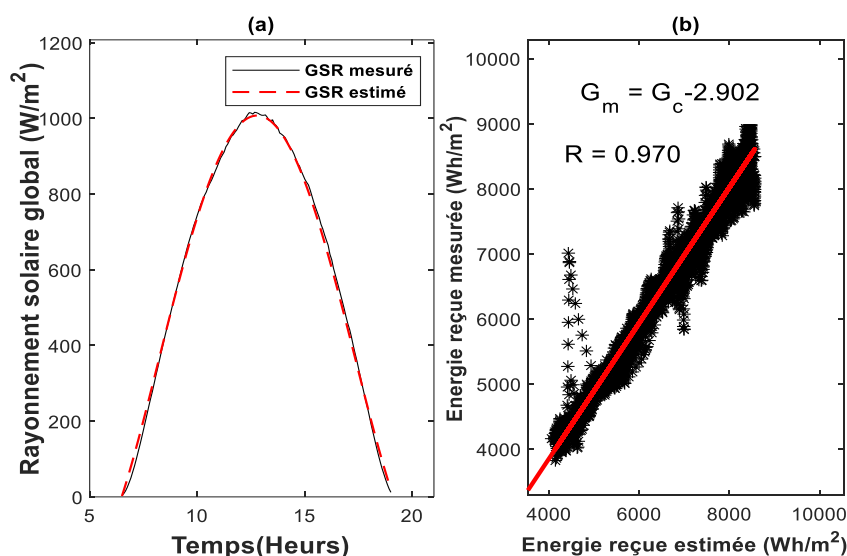 (a)
1200
1000
800
600
400
200
0
5
10
15
20
Rayonnement solaire global (W/m²)
Temps(Heurs)
GSR mesuré
GSR estimé
(b)
10000
9000
8000
7000
6000
5000
4000
4000
6000
8000
10000
Energie reçue mesurée (Wh/m²)
Energie reçue estimée (Wh/m²)
G_m = G_c-2.902
R = 0.970